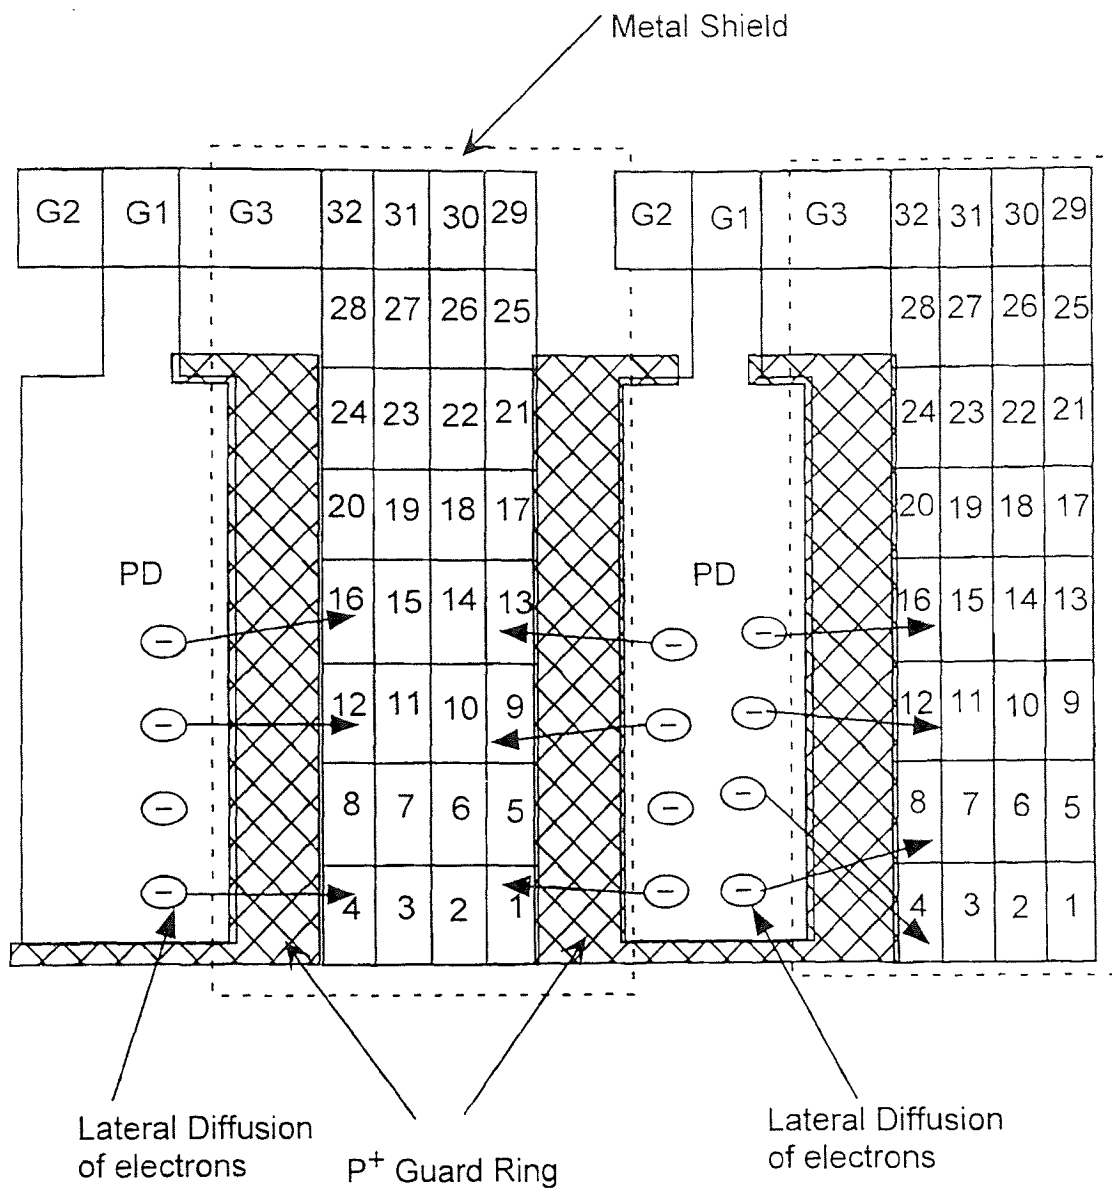 Metal Shield
G2 G1 G3 32 31 30 29 G2 G1 G3 32 31 30 29
28 27 26 25 28 27 26 25
24 23 22 21 24 23 22 21
20 19 18 17 20 19 18 17
PD PD
16 15 14 13 16 15 14 13
− − − −
12 11 10 9 12 11 10 9
− − − −
8 7 6 5 8 7 6 5
− − − −
4 3 2 1 4 3 2 1
− − − −
Lateral Diffusion
of electrons
P+ Guard Ring
Lateral Diffusion
of electrons